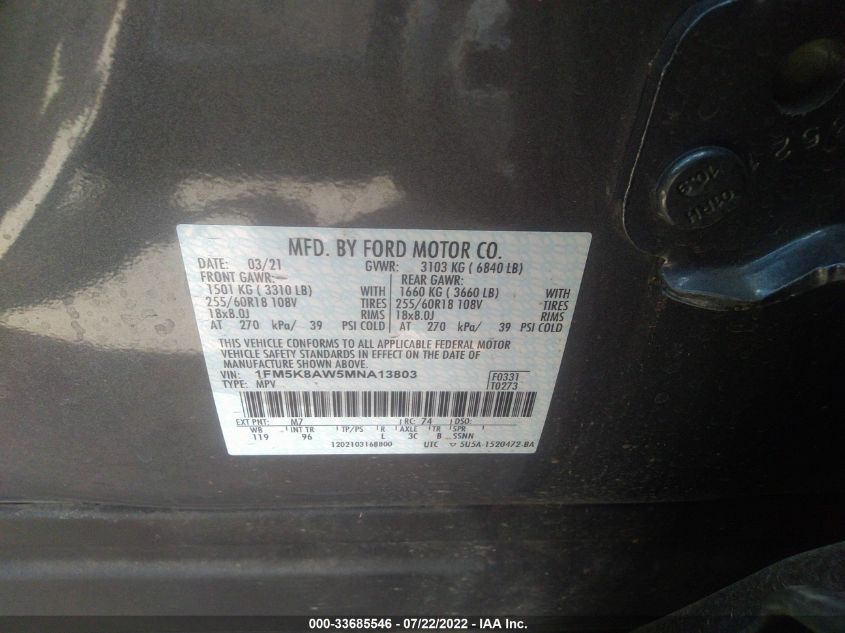 MFD. BY FORD MOTOR CO.
DATE: 03/21 GVWR: 3103 KG ( 6840 LB)
FRONT GAWR: REAR GAWR:
1501 KG ( 3310 LB) WITH 1660 KG ( 3660 LB) WITH
255/60R18 108V TIRES 255/60R18 108V TIRES
18x8.0J RIMS 18x8.0J RIMS
AT 270 kPa/ 39 PSI COLD AT 270 kPa/ 39 PSI COLD
THIS VEHICLE CONFORMS TO ALL APPLICABLE FEDERAL MOTOR
VEHICLE SAFETY STANDARDS IN EFFECT ON THE DATE OF
MANUFACTURE SHOWN ABOVE.
VIN: 1FM5K8AW5MNA13803 F0331
TYPE: MPV T0273
EXT PNT: M7 RC: 74 DSO:
WB INT TR TP/PS R AXLE TR SPR
119 96 L 3C B SSNN
1202103168800 UTC 5U5A-1520472-BA
3521
10.9
000-33685546 - 07/22/2022 - IAA Inc.